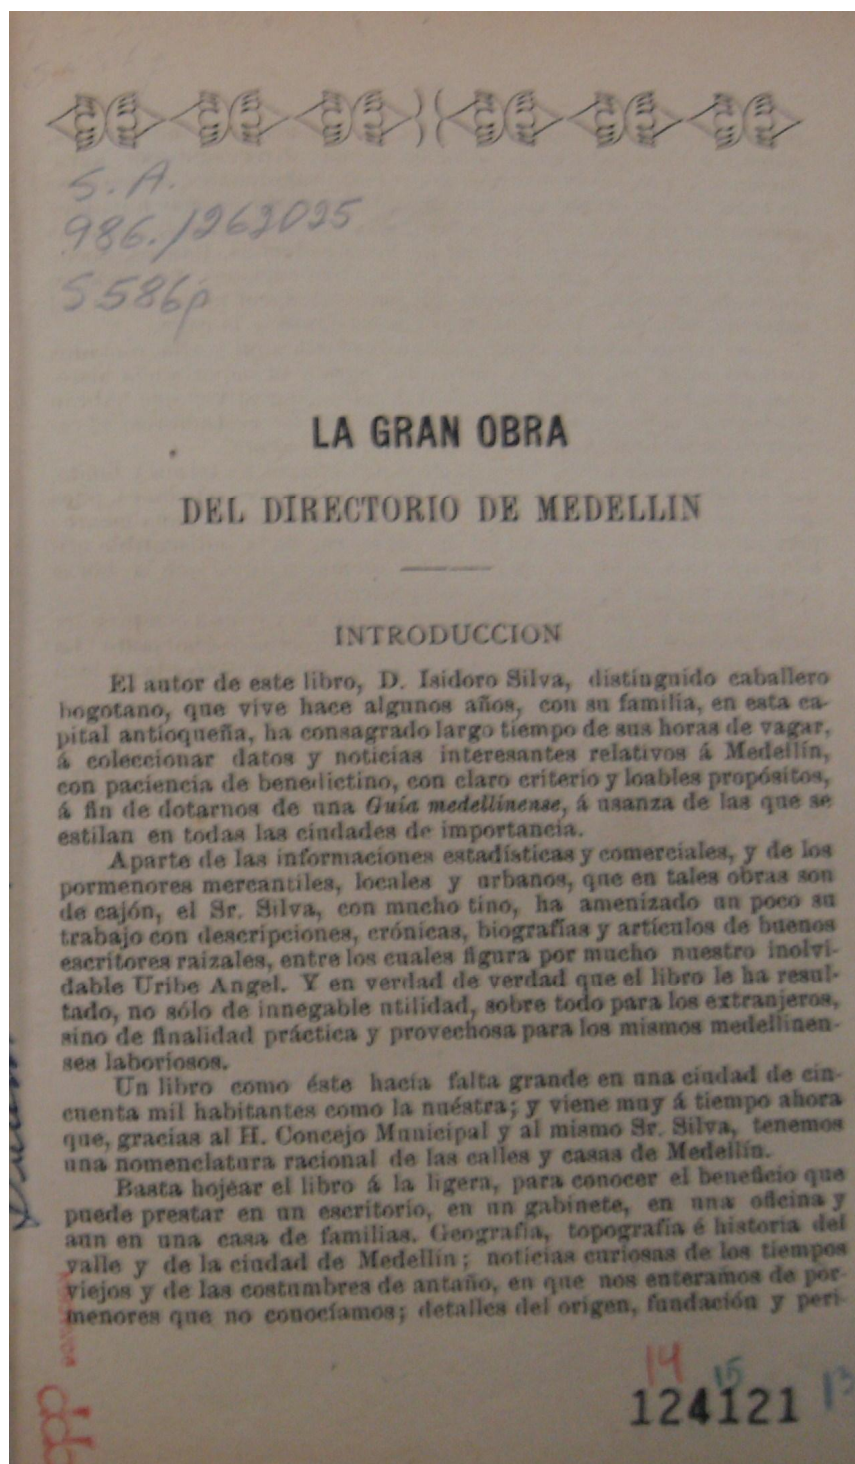 S. A.
986./262025
S586p
LA GRAN OBRA
DEL DIRECTORIO DE MEDELLIN
INTRODUCCION
El autor de este libro, D. Isidoro Silva, distinguido caballero
bogotano, que vive hace algunos años, con su familia, en esta ca-
pital antioqueña, ha consagrado largo tiempo de sus horas de vagar,
á coleccionar datos y noticias interesantes relativos á Medellín,
con paciencia de benedictino, con claro criterio y loables propósitos,
á fin de dotarnos de una Guía medellinense, á usanza de las que se
estilan en todas las ciudades de importancia.
Aparte de las informaciones estadísticas y comerciales, y de los
pormenores mercantiles, locales y urbanos, que en tales obras son
de cajón, el Sr. Silva, con mucho tino, ha amenizado un poco su
trabajo con descripciones, crónicas, biografías y artículos de buenos
escritores raizales, entre los cuales figura por mucho nuestro inolvi-
dable Uribe Angel. Y en verdad de verdad que el libro le ha resul-
tado, no sólo de innegable utilidad, sobre todo para los extranjeros,
sino de finalidad práctica y provechosa para los mismos medellinen-
ses laboriosos.
Un libro como éste hacía falta grande en una ciudad de cin-
cuenta mil habitantes como la nuéstra; y viene muy á tiempo ahora
que, gracias al H. Concejo Municipal y al mismo Sr. Silva, tenemos
una nomenclatura racional de las calles y casas de Medellín.
Basta hojear el libro á la ligera, para conocer el beneficio que
puede prestar en un escritorio, en un gabinete, en una oficina y
aun en una casa de familias. Geografía, topografía é historia del
valle y de la ciudad de Medellín; noticias curiosas de los tiempos
viejos y de las costumbres de antaño, en que nos enteramos de por-
menores que no conocíamos; detalles del origen, fundación y peri-
14
15
13
124121